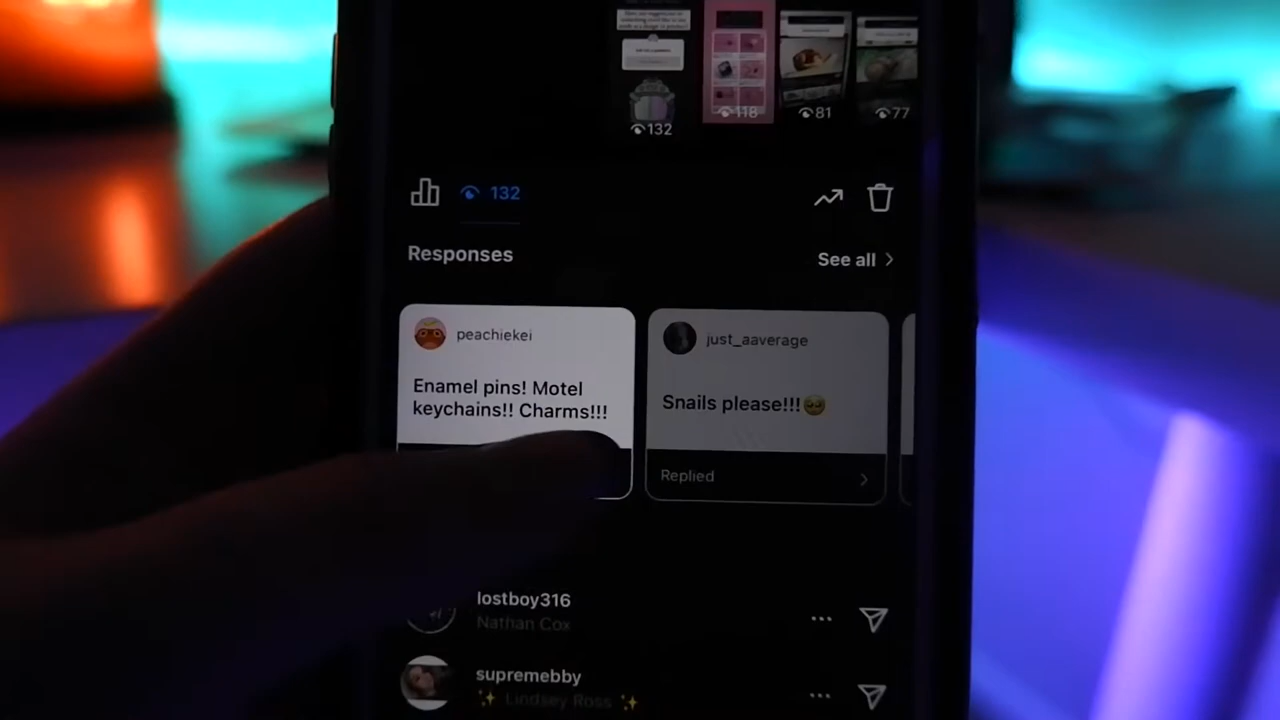 132
118
81
77
132
Responses
See all
peachiekei
Enamel pins! Motel
keychains!! Charms!!!
just_aaverage
Snails please!!!🥺
Replied
lostboy316
Nathan Cox
supremebby
✨ Lindsey Ross ✨